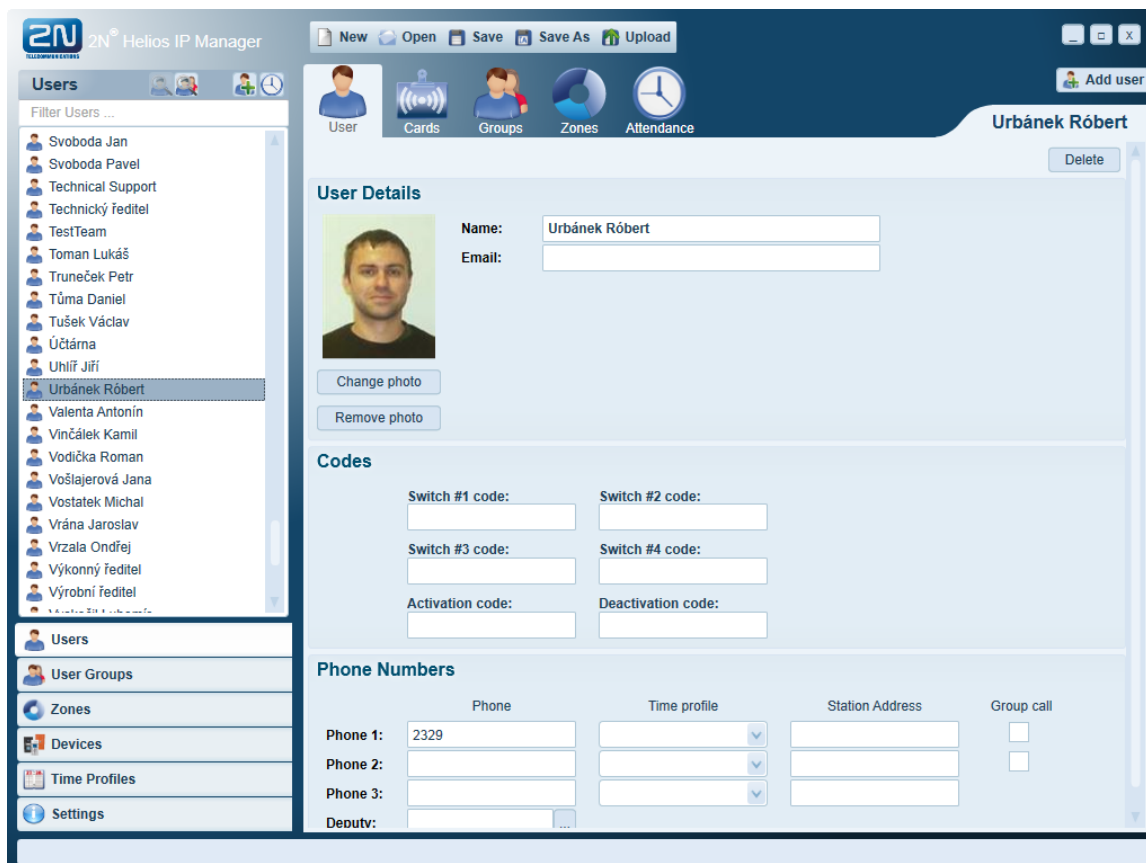 2N
TELECOMMUNICATIONS
2N® Helios IP Manager
New Open Save Save As Upload
_ □ X
Users
Filter Users ...
Svoboda Jan
Svoboda Pavel
Technical Support
Technický ředitel
TestTeam
Toman Lukáš
Truneček Petr
Tůma Daniel
Tušek Václav
Účtárna
Uhlíř Jiří
Urbánek Róbert
Valenta Antonín
Vinčálek Kamil
Vodička Roman
Vošlajerová Jana
Vostatek Michal
Vrána Jaroslav
Vrzala Ondřej
Výkonný ředitel
Výrobní ředitel
Users
User Groups
Zones
Devices
Time Profiles
Settings
User Cards Groups Zones Attendance
Add user
Urbánek Róbert
Delete
User Details
Name: Urbánek Róbert
Email:
Change photo
Remove photo
Codes
Switch #1 code: Switch #2 code:
Switch #3 code: Switch #4 code:
Activation code: Deactivation code:
Phone Numbers
Phone Time profile Station Address Group call
Phone 1: 2329
Phone 2:
Phone 3:
Deputy: ...